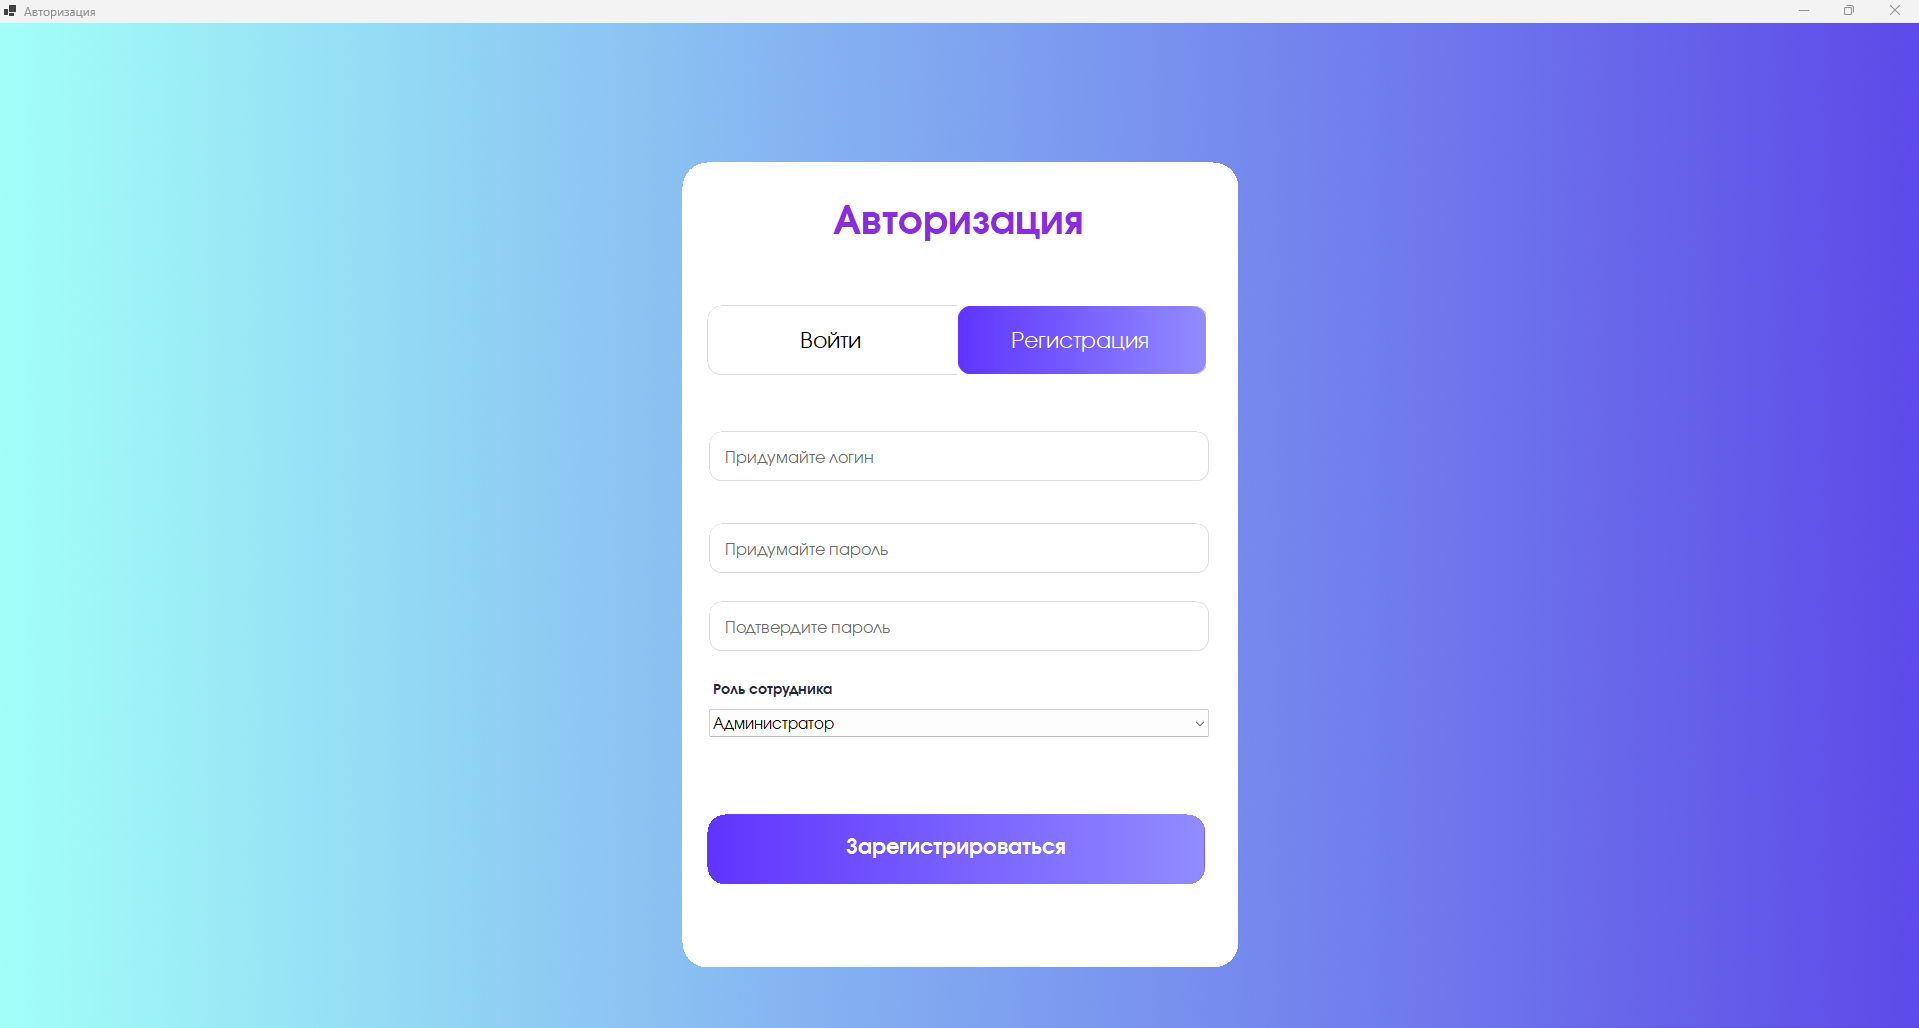 Авторизация
Авторизация
Войти
Регистрация
Придумайте логин
Придумайте пароль
Подтвердите пароль
Роль сотрудника
Администратор
Зарегистрироваться